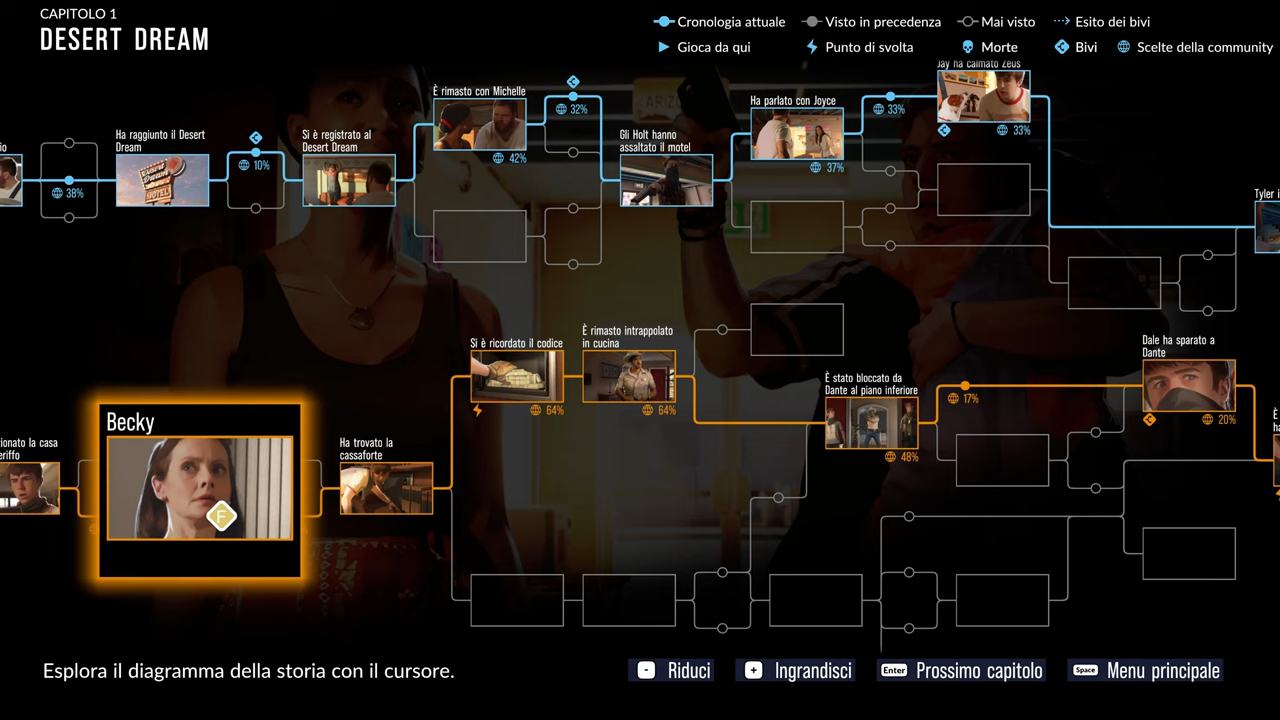 CAPITOLO 1
DESERT DREAM
Cronologia attuale
Visto in precedenza
Mai visto
Esito dei bivi
Gioca da qui
Punto di svolta
Morte
Bivi
Scelte della community
Jay ha calmato Zeus
33%
È rimasto con Michelle
32%
42%
Ha parlato con Joyce
33%
37%
Ha raggiunto il Desert
Dream
10%
Si è registrato al
Desert Dream
Gli Holt hanno
assaltato il motel
38%
Tyler
Si è ricordato il codice
64%
È rimasto intrappolato
in cucina
64%
È stato bloccato da
Dante al piano inferiore
48%
17%
Dale ha sparato a
Dante
20%
la casa
Becky
F
Ha trovato la
cassaforte
Esplora il diagramma della storia con il cursore.
- Riduci
+ Ingrandisci
Enter Prossimo capitolo
Space Menu principale